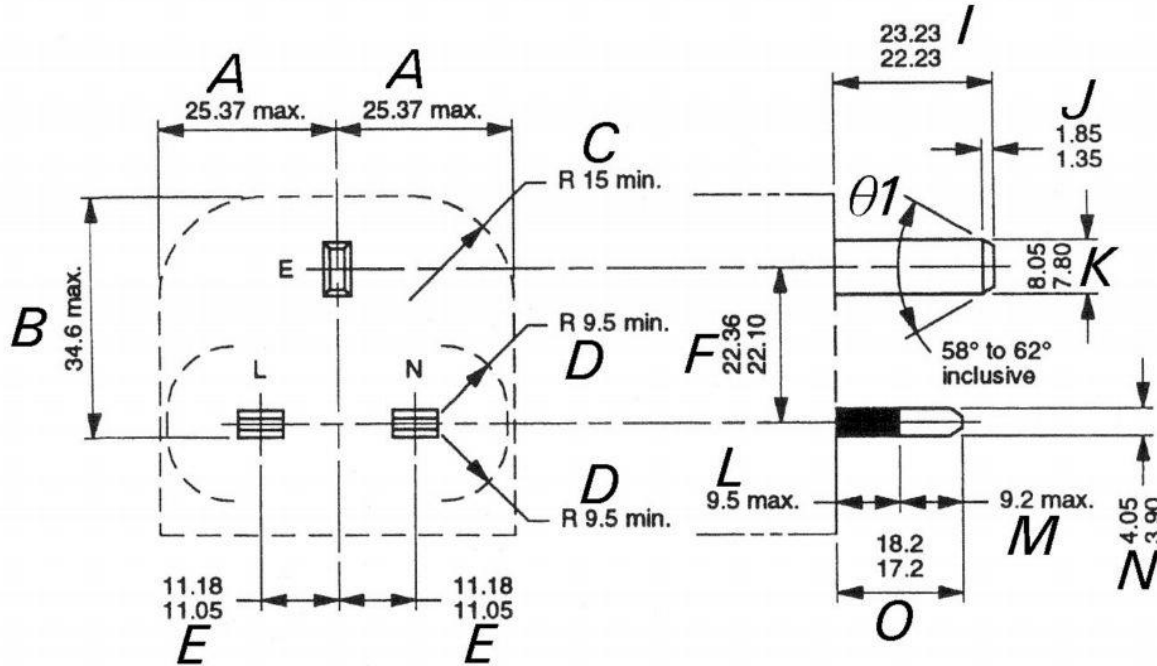 A
25.37 max.
A
25.37 max.
C
R 15 min.
23.23
22.23
I
J
1.85
1.35
θ1
B
34.6 max.
E
L
N
R 9.5 min.
D
F
22.36
22.10
8.05
7.80
K
58° to 62°
inclusive
D
R 9.5 min.
L
9.5 max.
9.2 max.
M
4.05
3.90
N
18.2
17.2
O
11.18
11.05
E
11.18
11.05
E